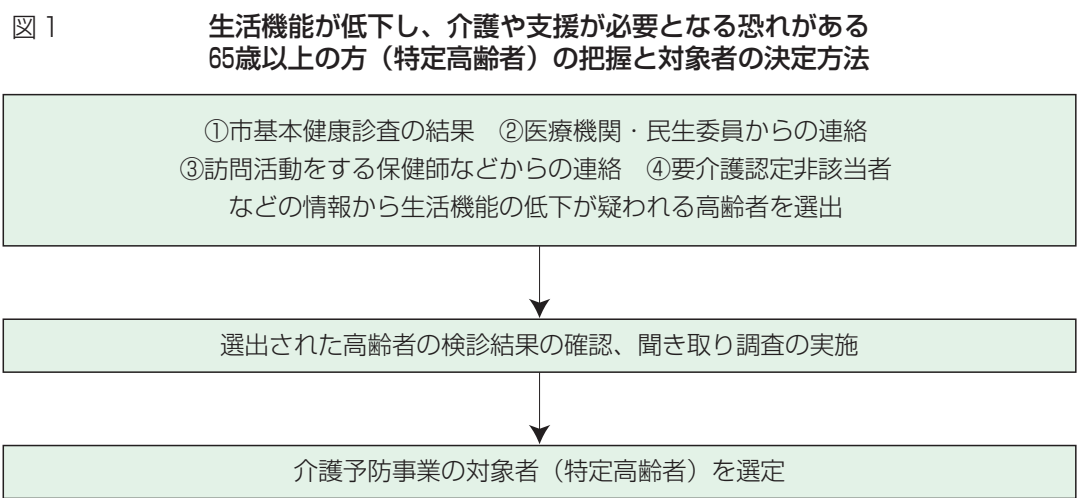 図1
生活機能が低下し、介護や支援が必要となる恐れがある
65歳以上の方（特定高齢者）の把握と対象者の決定方法
①市基本健康診査の結果　②医療機関・民生委員からの連絡
③訪問活動をする保健師などからの連絡　④要介護認定非該当者
などの情報から生活機能の低下が疑われる高齢者を選出
選出された高齢者の検診結果の確認、聞き取り調査の実施
介護予防事業の対象者（特定高齢者）を選定